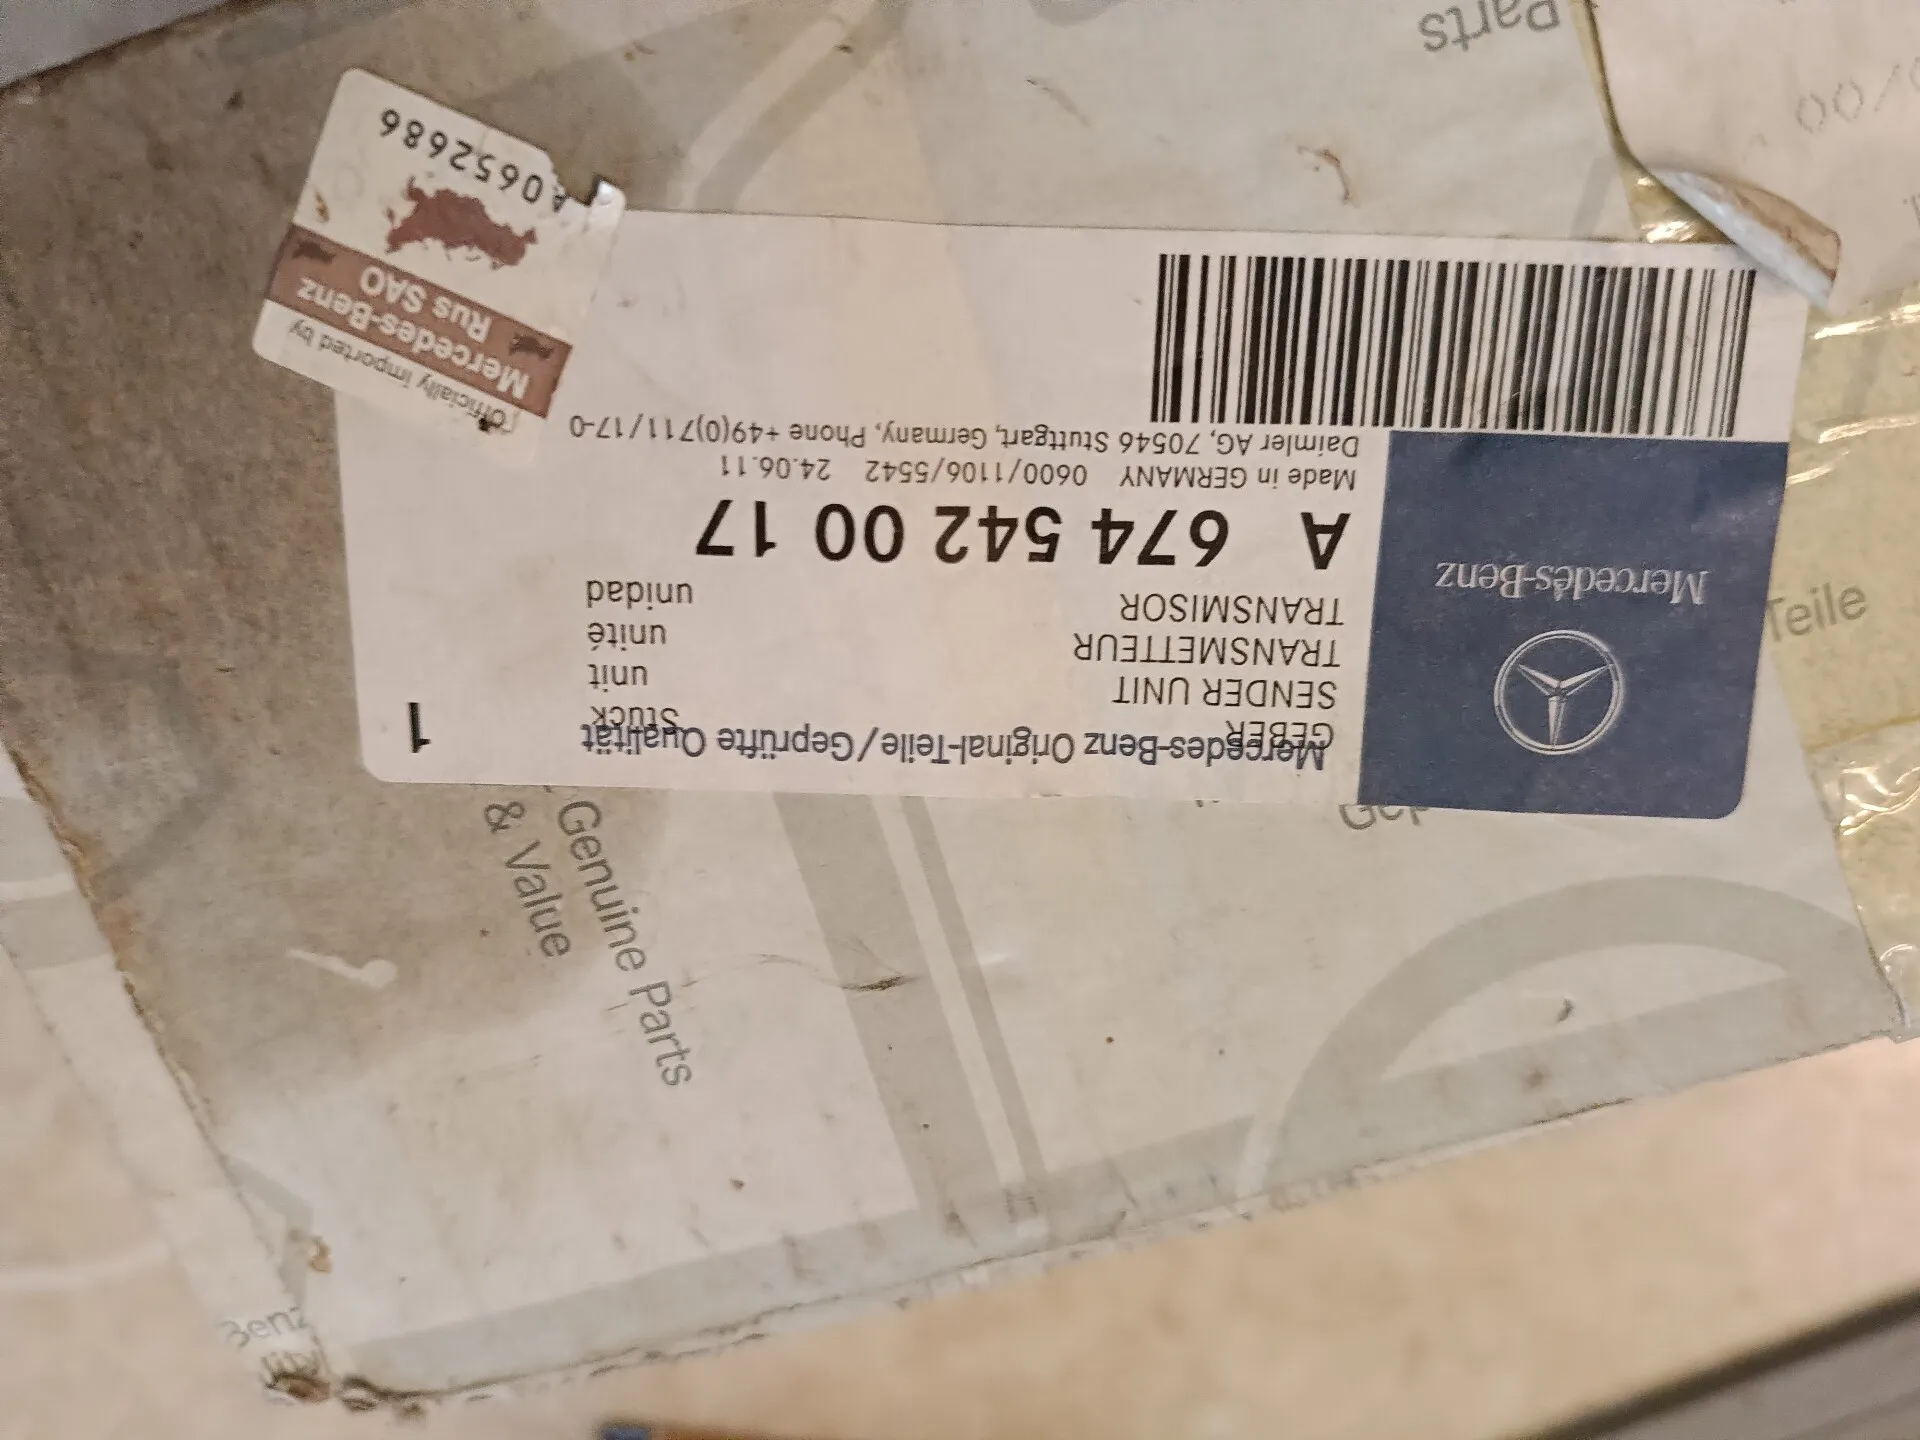 Mercedes-Benz
Mercedes-Benz Original-Teile/Geprüfte Qualität
GEBER Stück 1
SENDER UNIT unit
TRANSMETTEUR unité
TRANSMISOR unidad
A 674 542 00 17
Made in GERMANY 0600/1106/5542 24.06.11
Daimler AG, 70546 Stuttgart, Germany, Phone +49(0)711/17-0
Officially imported by
Mercedes-Benz
Rus SAO
A0652686
Genuine Parts
& Value
Teile
Parts
Benz